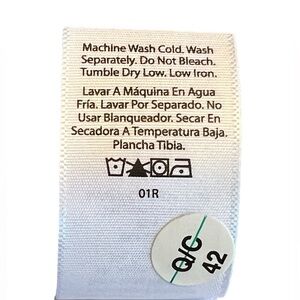 Machine Wash Cold. Wash
Separately. Do Not Bleach.
Tumble Dry Low. Low Iron.
Lavar A Máquina En Agua
Fría. Lavar Por Separado. No
Usar Blanqueador. Secar En
Secadora A Temperatura Baja.
Plancha Tibia.
01R
Q/C
42